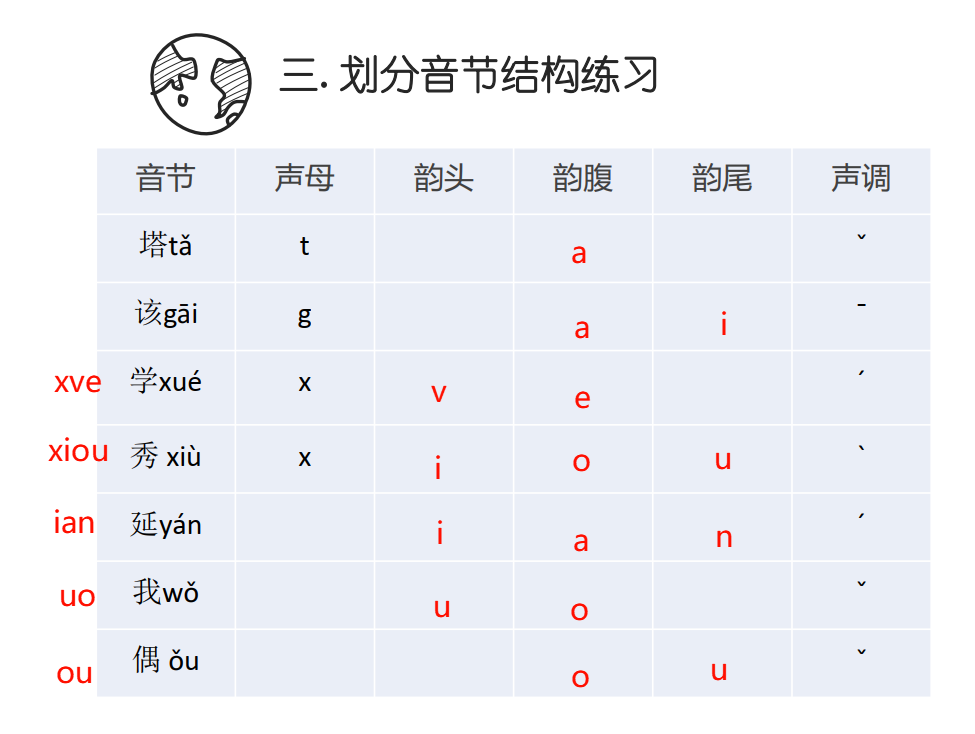 三. 划分音节结构练习
音节 声母 韵头 韵腹 韵尾 声调
塔tǎ t a ˇ
该gāi g a i ˉ
xve 学xué x v e ˊ
xiou 秀 xiù x i o u ˋ
ian 延yán i a n ˊ
uo 我wǒ u o ˇ
ou 偶 ǒu o u ˇ